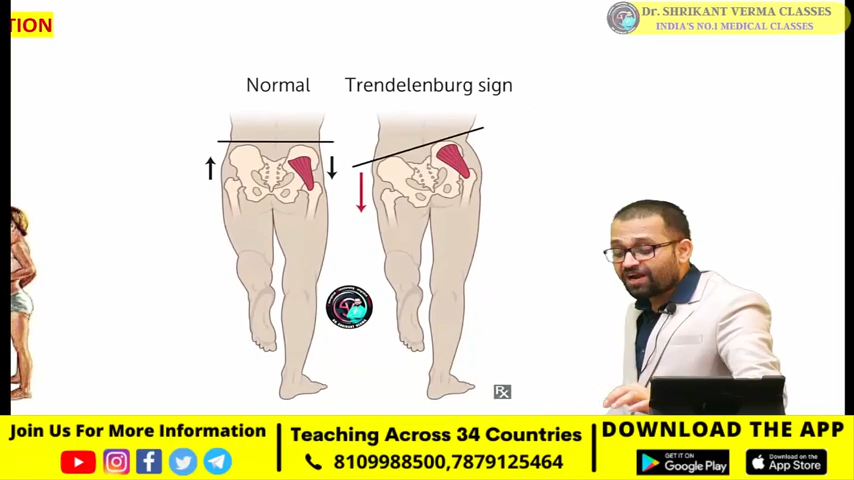 TION
Dr. SHRIKANT VERMA CLASSES
INDIA'S NO.1 MEDICAL CLASSES
Normal
Trendelenburg sign
Rx
Join Us For More Information
Teaching Across 34 Countries
8109988500,7879125464
DOWNLOAD THE APP
GET IT ON
Google Play
Download on the
App Store